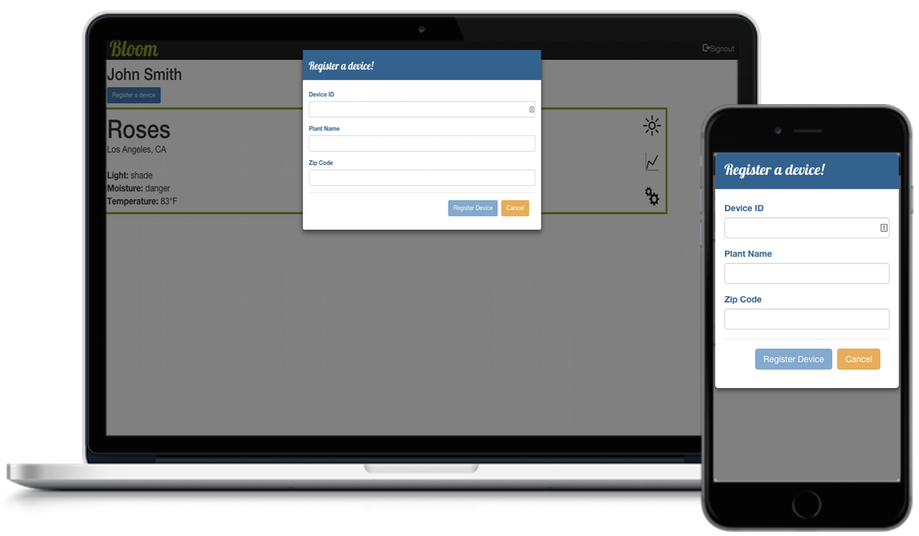 Bloom
Signout
John Smith
Register a device
Roses
Los Angeles, CA
Light: shade
Moisture: danger
Temperature: 83°F
Register a device!
Device ID
Plant Name
Zip Code
Register Device Cancel
Register a device!
Device ID
Plant Name
Zip Code
Register Device Cancel